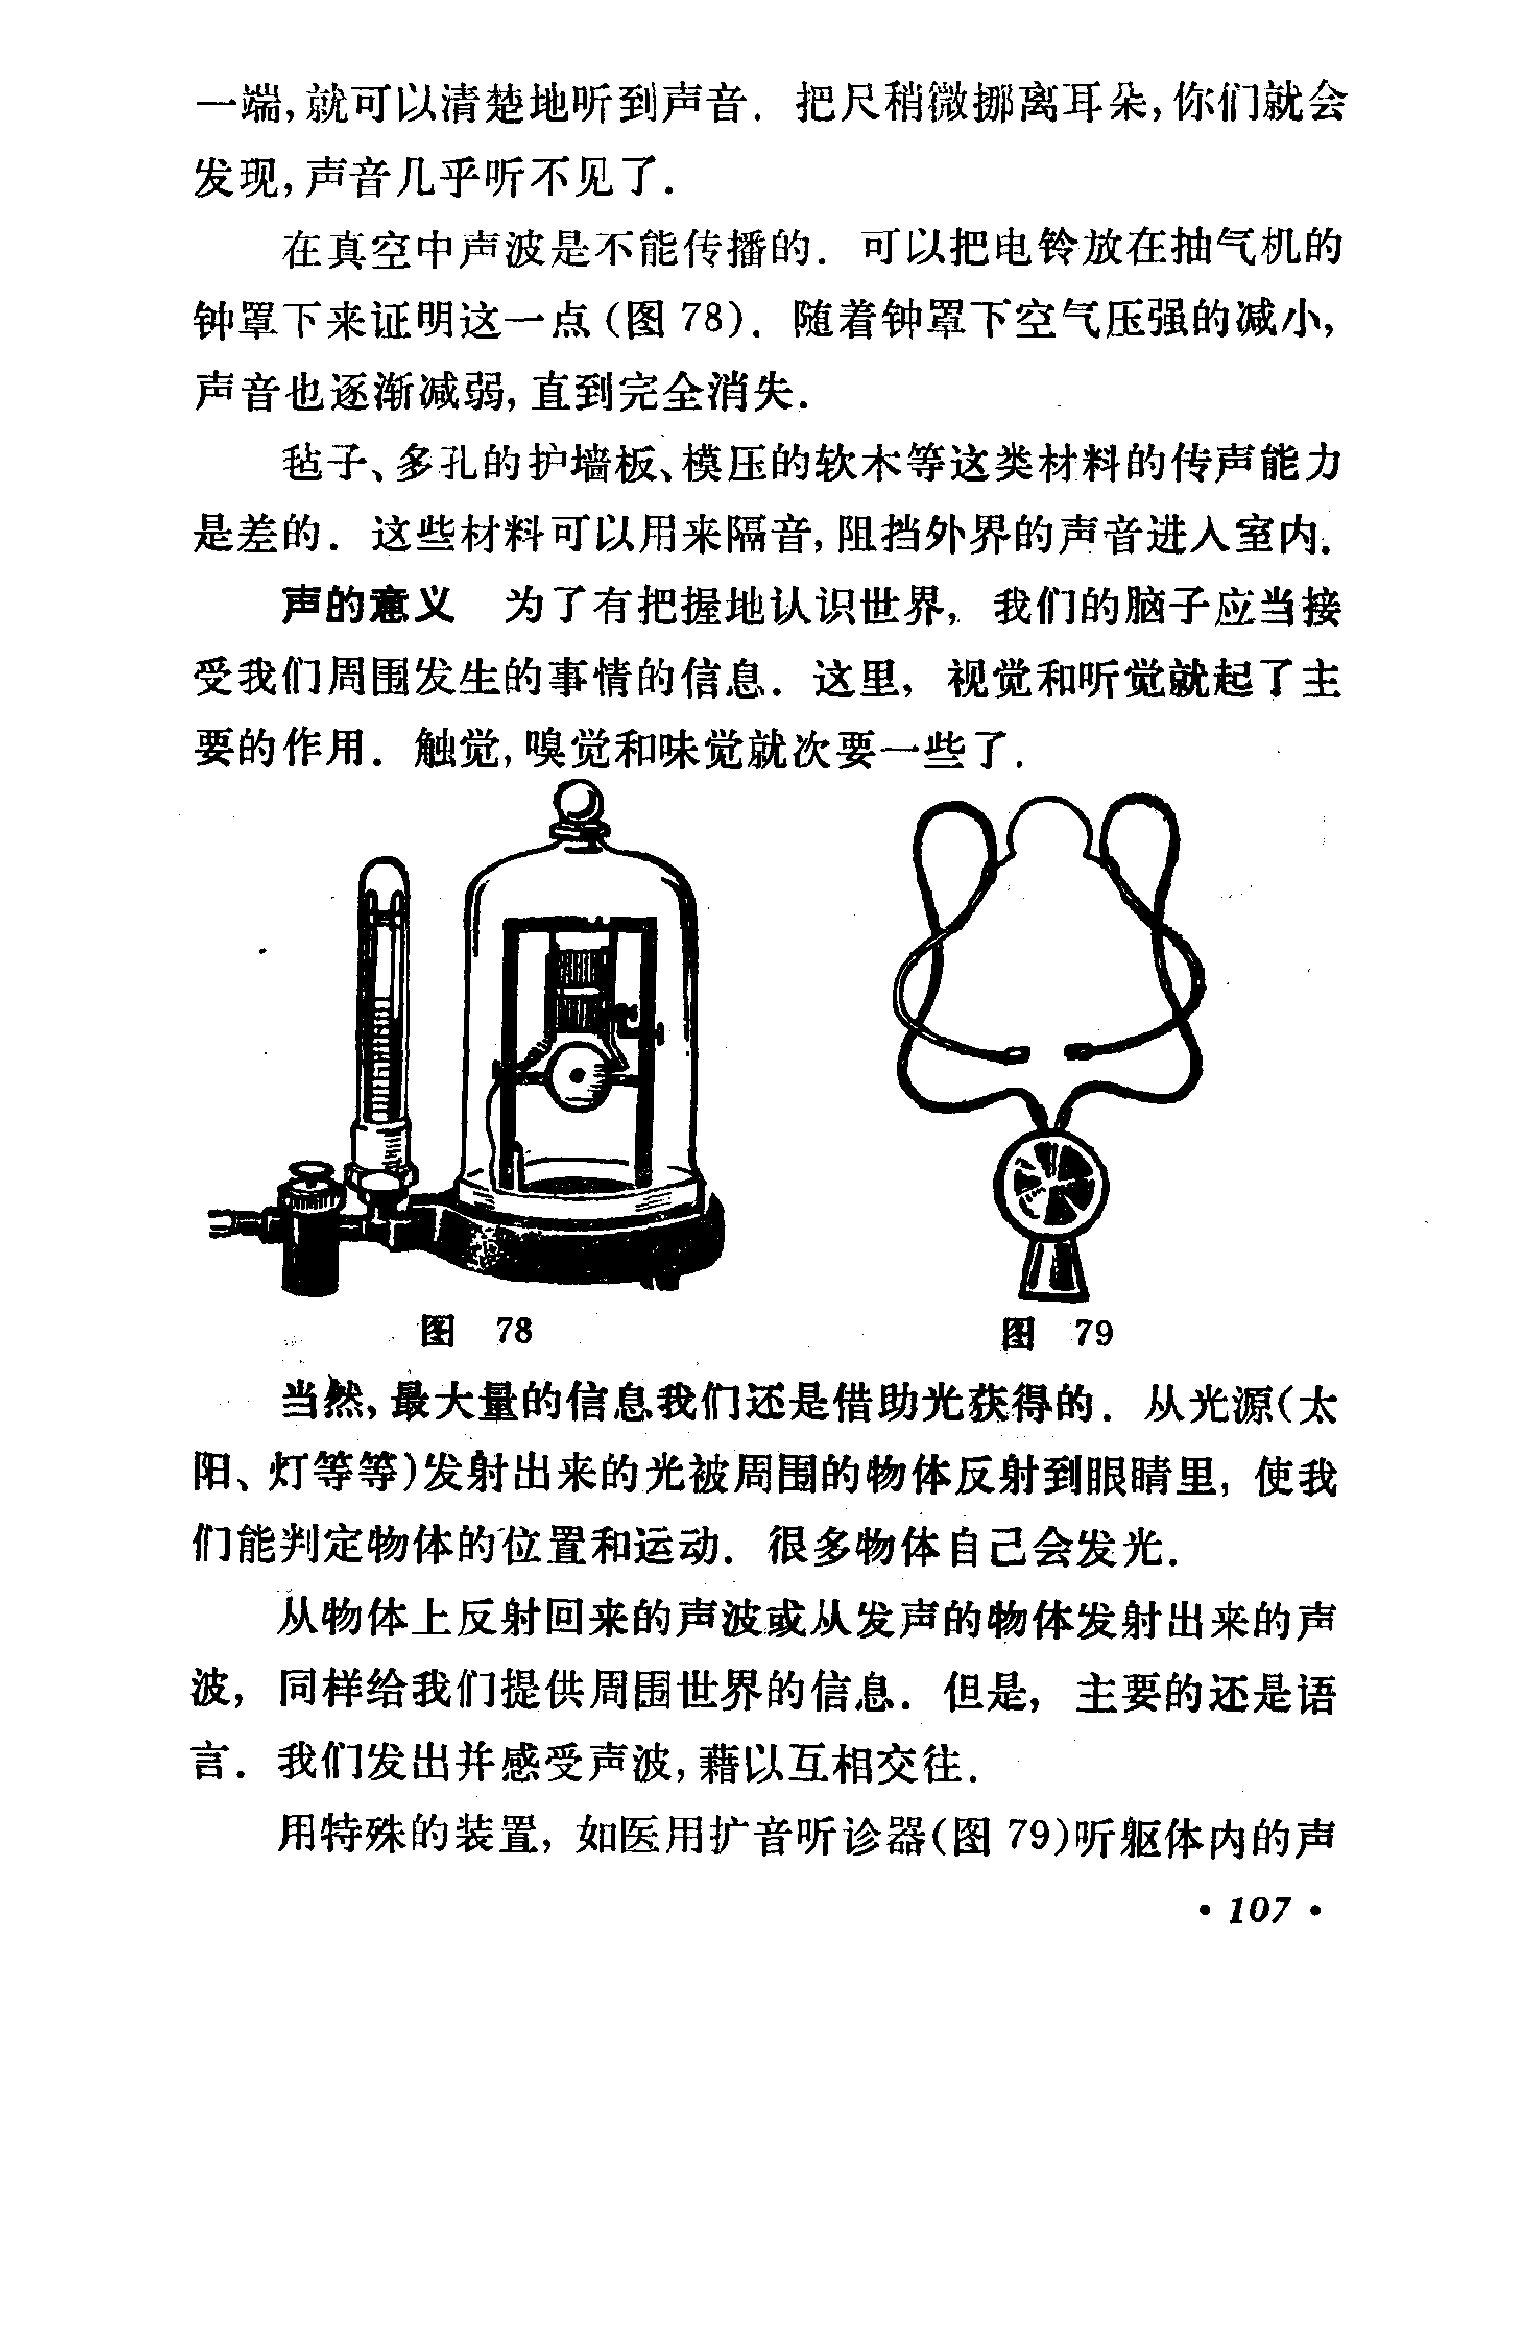 一端,就可以清楚地听到声音. 把尺稍微挪离耳朵,你们就会
发现,声音几乎听不见了.
在真空中声波是不能传播的. 可以把电铃放在抽气机的
钟罩下来证明这一点(图 78). 随着钟罩下空气压强的减小,
声音也逐渐减弱,直到完全消失.
毡子、多孔的护墙板、模压的软木等这类材料的传声能力
是差的. 这些材料可以用来隔音,阻挡外界的声音进入室内.
声的意义 为了有把握地认识世界, 我们的脑子应当接
受我们周围发生的事情的信息. 这里, 视觉和听觉就起了主
要的作用. 触觉,嗅觉和味觉就次要一些了.
图 78
图 79
当然,最大量的信息我们还是借助光获得的. 从光源(太
阳、灯等等)发射出来的光被周围的物体反射到眼睛里, 使我
们能判定物体的位置和运动. 很多物体自己会发光.
从物体上反射回来的声波或从发声的物体发射出来的声
波, 同样给我们提供周围世界的信息. 但是, 主要的还是语
言. 我们发出并感受声波,藉以互相交往.
用特殊的装置, 如医用扩音听诊器(图 79)听躯体内的声
• 107 •